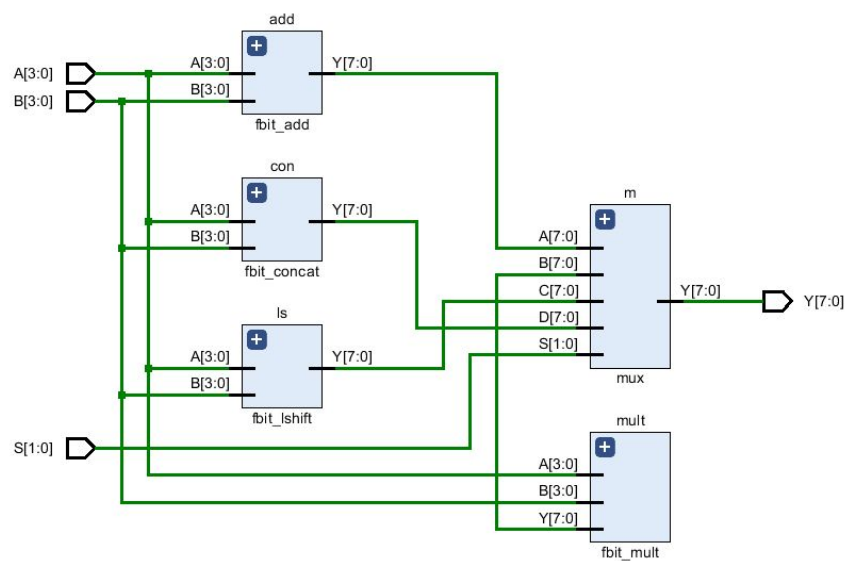 add
A[3:0]
B[3:0]
A[3:0]
B[3:0]
Y[7:0]
fbit_add
con
A[3:0]
B[3:0]
Y[7:0]
fbit_concat
ls
A[3:0]
B[3:0]
Y[7:0]
fbit_lshift
S[1:0]
m
A[7:0]
B[7:0]
C[7:0]
D[7:0]
S[1:0]
Y[7:0]
Y[7:0]
mux
mult
A[3:0]
B[3:0]
Y[7:0]
fbit_mult